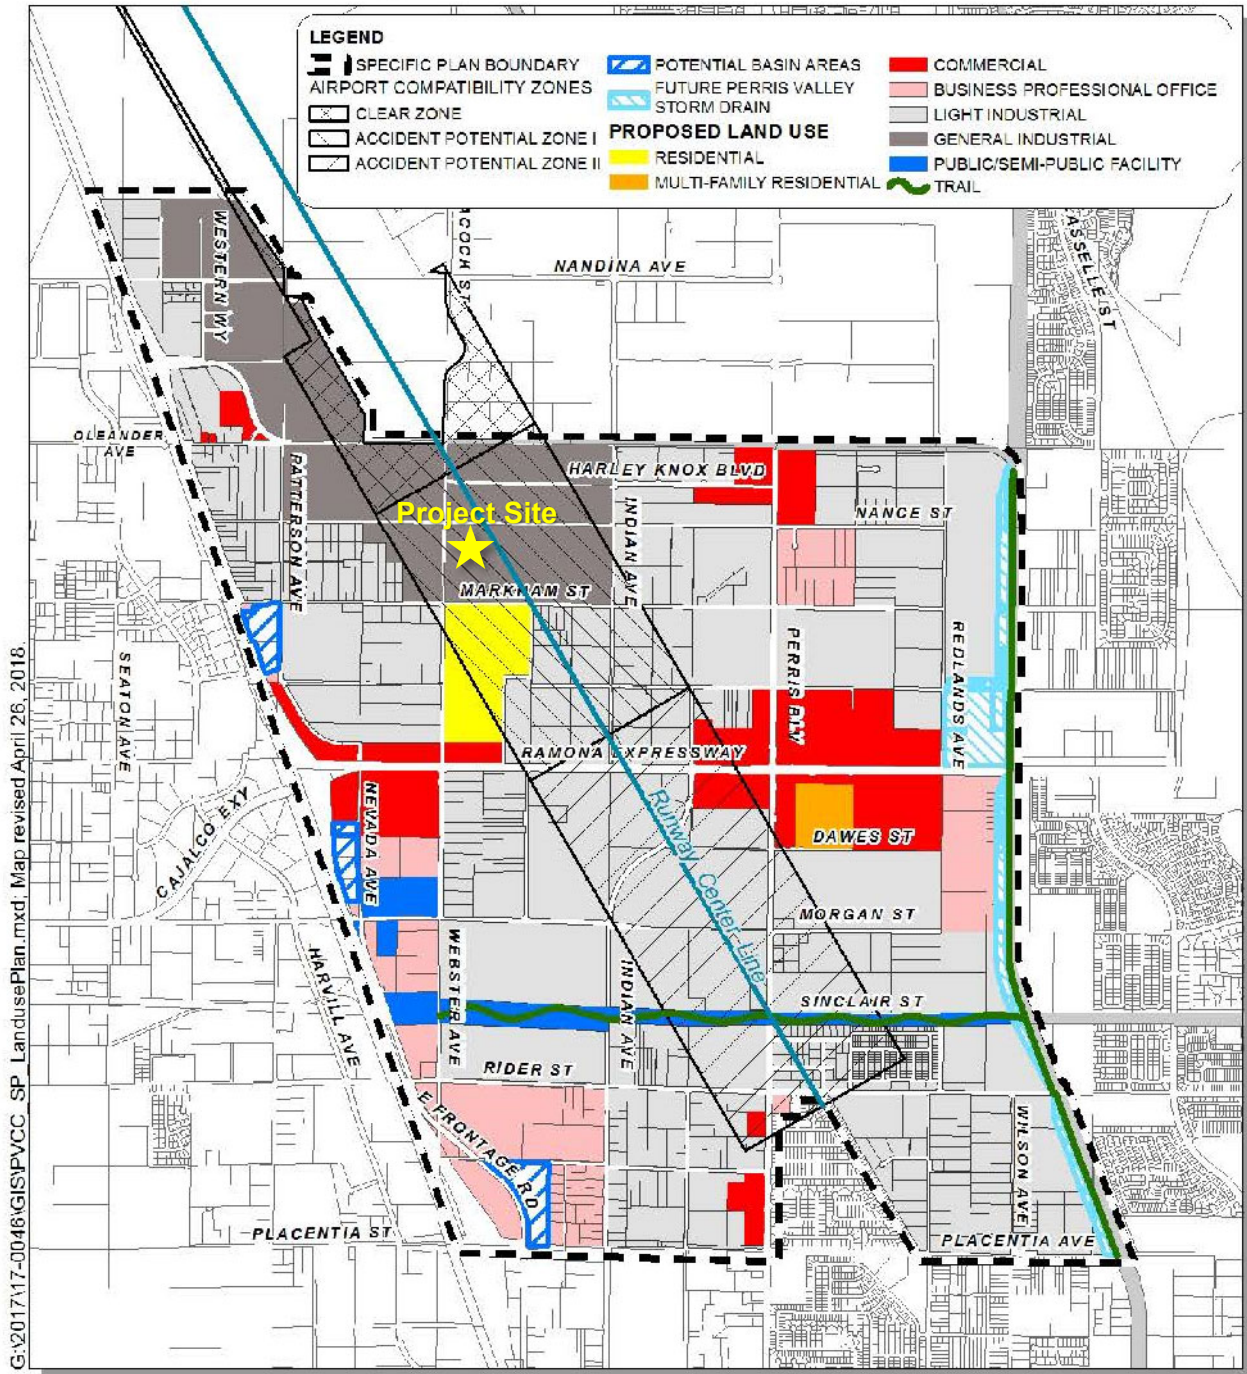 LEGEND
SPECIFIC PLAN BOUNDARY
AIRPORT COMPATIBILITY ZONES
CLEAR ZONE
ACCIDENT POTENTIAL ZONE I
ACCIDENT POTENTIAL ZONE II
POTENTIAL BASIN AREAS
FUTURE PERRIS VALLEY
STORM DRAIN
PROPOSED LAND USE
RESIDENTIAL
MULTI-FAMILY RESIDENTIAL
COMMERCIAL
BUSINESS PROFESSIONAL OFFICE
LIGHT INDUSTRIAL
GENERAL INDUSTRIAL
PUBLIC/SEMI-PUBLIC FACILITY
TRAIL
WESTERN WY
ACOCH ST
NANDINA AVE
ASSELLE ST
OLEANDER
AVE
PATTERSON AVE
HARLEY KNOX BLVD
Project Site
INDIAN AVE
NANCE ST
MARKHAM ST
SEATON AVE
PERRIS BLV
REDLANDS AVE
RAMONA EXPRESSWAY
CAJALCO EXY
NEVADA AVE
Runway Center Line
DAWES ST
MORGAN ST
HARVILL AVE
WEBSTER AVE
INDIAN AVE
SINCLAIR ST
RIDER ST
E FRONTAGE RD
WILSON AVE
PLACENTIA ST
PLACENTIA AVE
G:\2017\17-0046\GIS\PVCC_SP_LandusePlan.mxd; Map revised April 26, 2018.